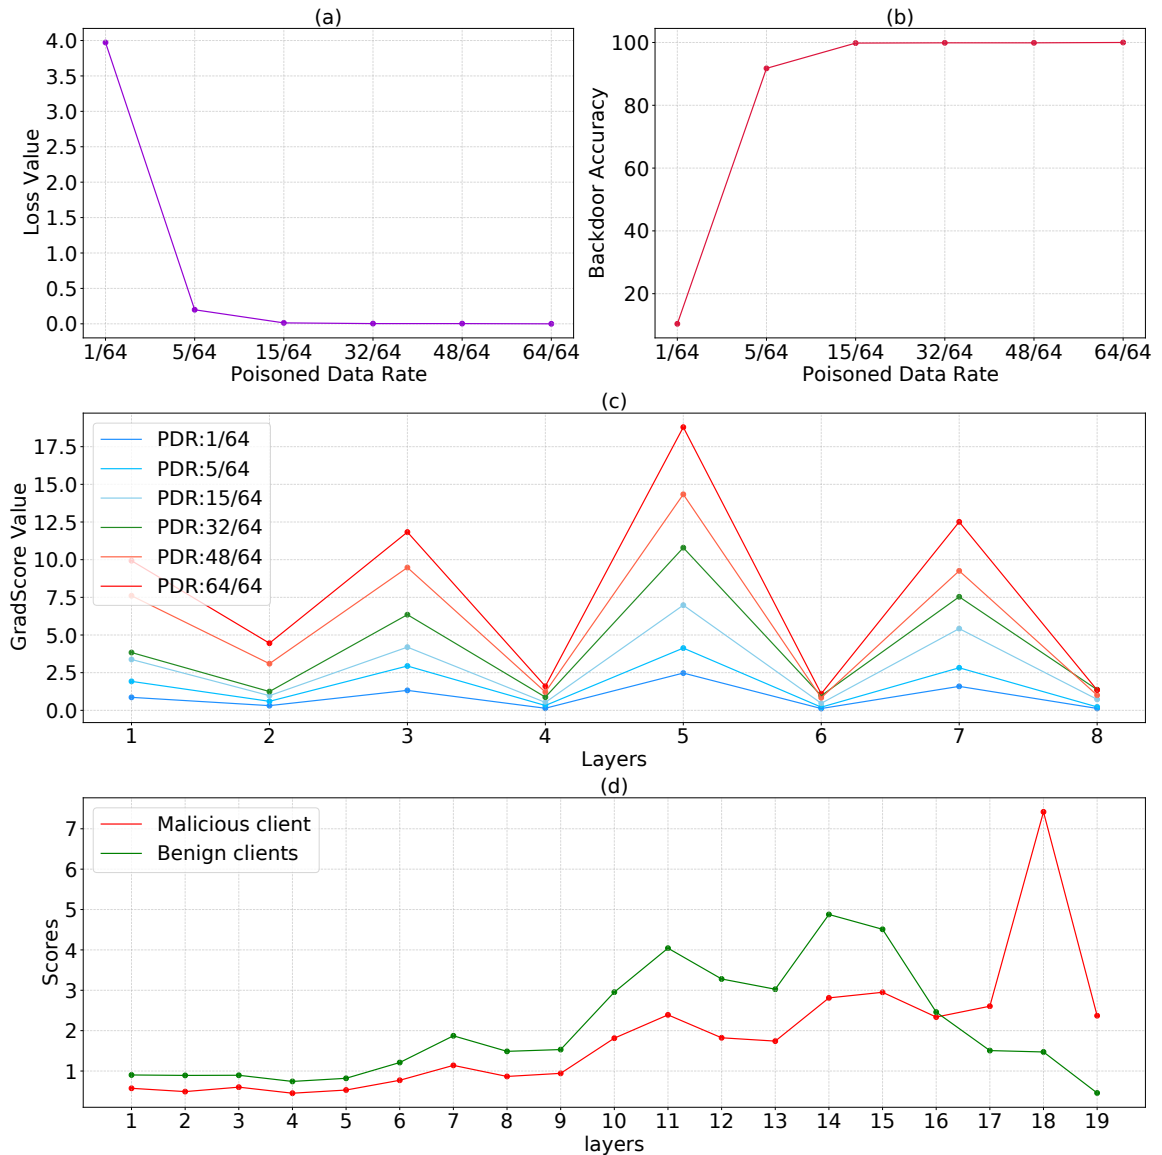 (a)
4.0
3.5
3.0
2.5
2.0
1.5
1.0
0.5
0.0
Loss Value
1/64 5/64 15/64 32/64 48/64 64/64
Poisoned Data Rate
(b)
100
80
60
40
20
Backdoor Accuracy
1/64 5/64 15/64 32/64 48/64 64/64
Poisoned Data Rate
(c)
17.5
15.0
12.5
10.0
7.5
5.0
2.5
0.0
GradScore Value
PDR:1/64
PDR:5/64
PDR:15/64
PDR:32/64
PDR:48/64
PDR:64/64
1 2 3 4 5 6 7 8
Layers
(d)
7
6
5
4
3
2
1
Scores
Malicious client
Benign clients
1 2 3 4 5 6 7 8 9 10 11 12 13 14 15 16 17 18 19
layers